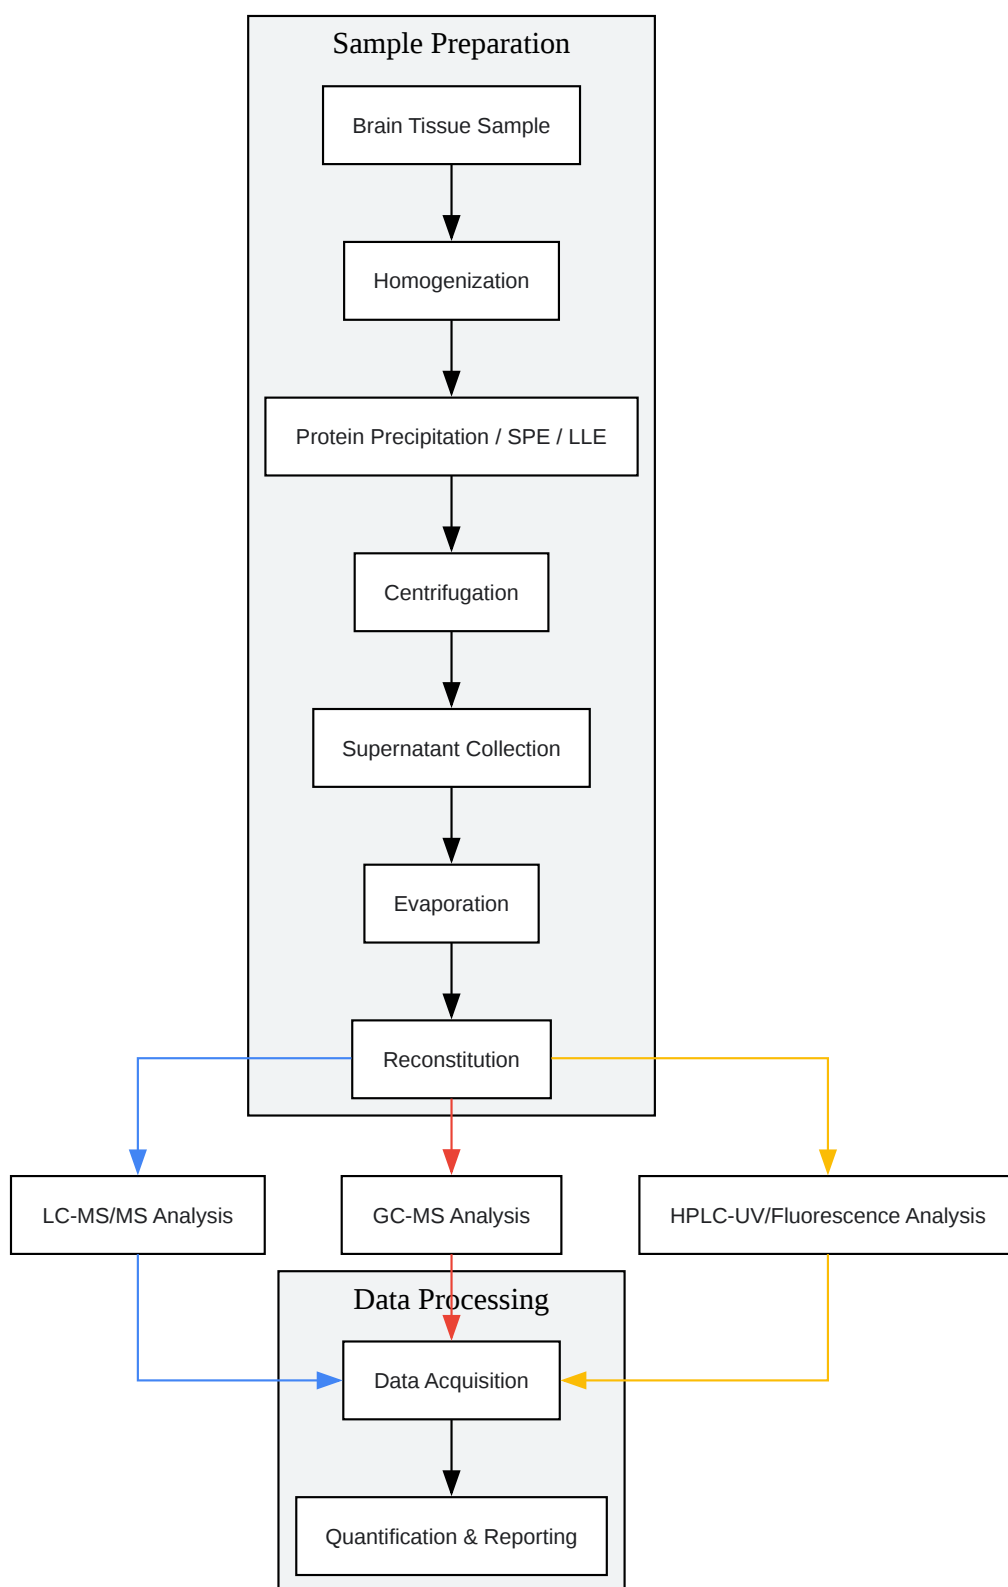 Sample Preparation
Brain Tissue Sample
Homogenization
Protein Precipitation / SPE / LLE
Centrifugation
Supernatant Collection
Evaporation
Reconstitution
LC-MS/MS Analysis
GC-MS Analysis
HPLC-UV/Fluorescence Analysis
Data Processing
Data Acquisition
Quantification & Reporting